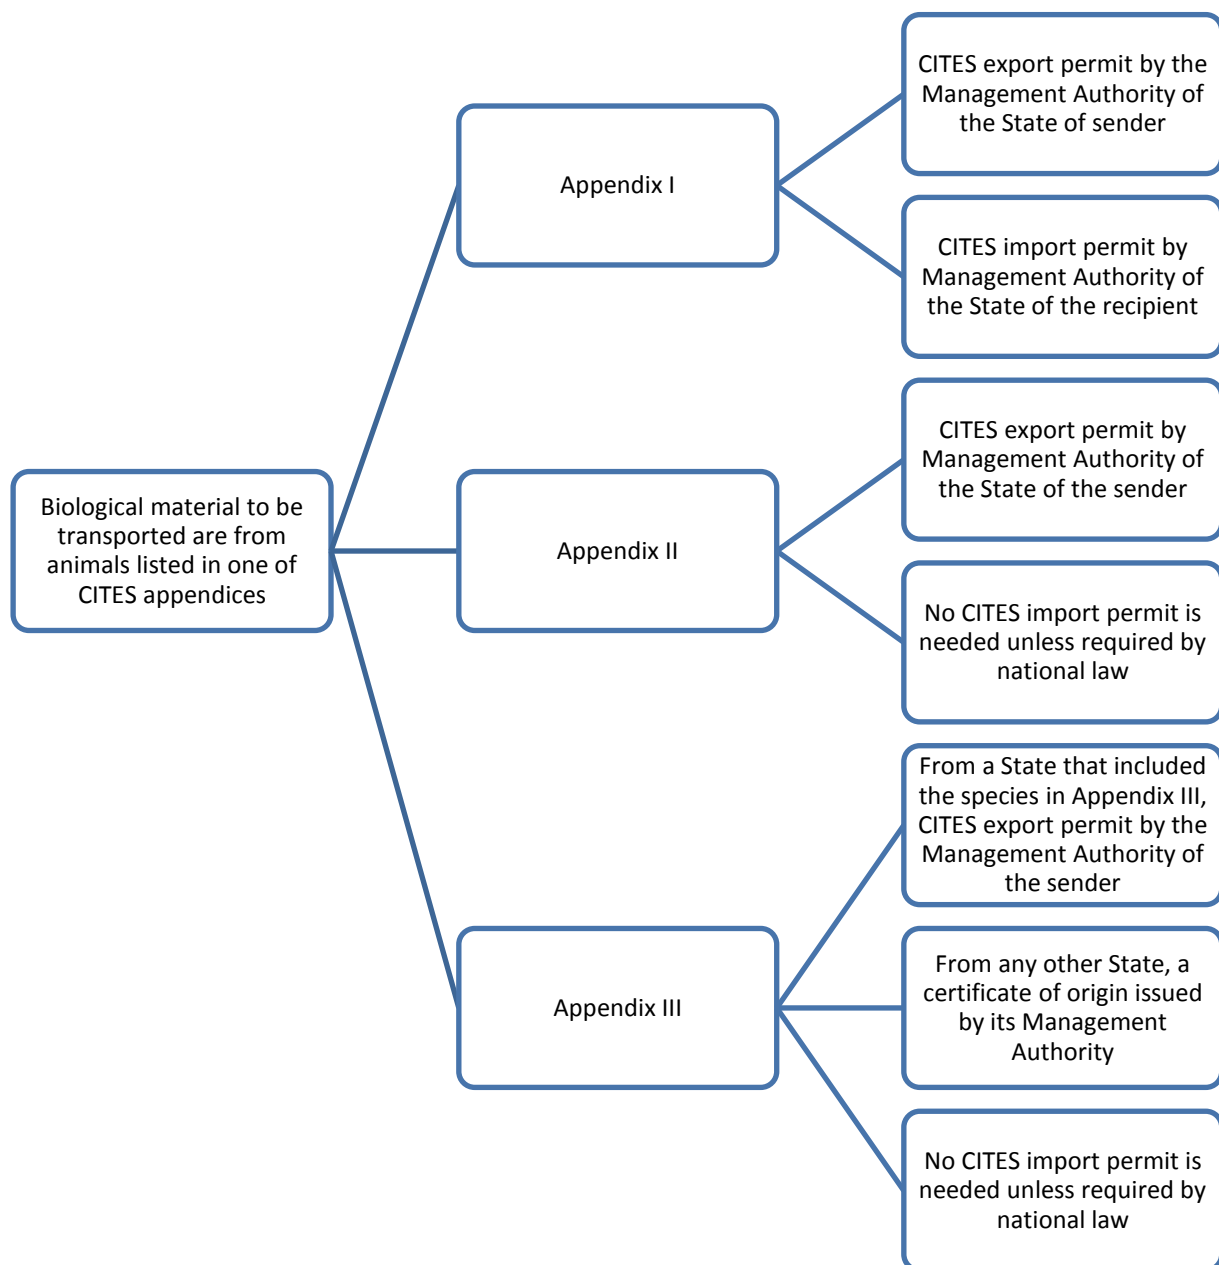 Biological material to be
transported are from
animals listed in one of
CITES appendices
Appendix I
CITES export permit by the
Management Authority of
the State of sender
CITES import permit by
Management Authority of
the State of the recipient
Appendix II
CITES export permit by
Management Authority of
the State of the sender
No CITES import permit is
needed unless required by
national law
Appendix III
From a State that included
the species in Appendix III,
CITES export permit by the
Management Authority of
the sender
From any other State, a
certificate of origin issued
by its Management
Authority
No CITES import permit is
needed unless required by
national law